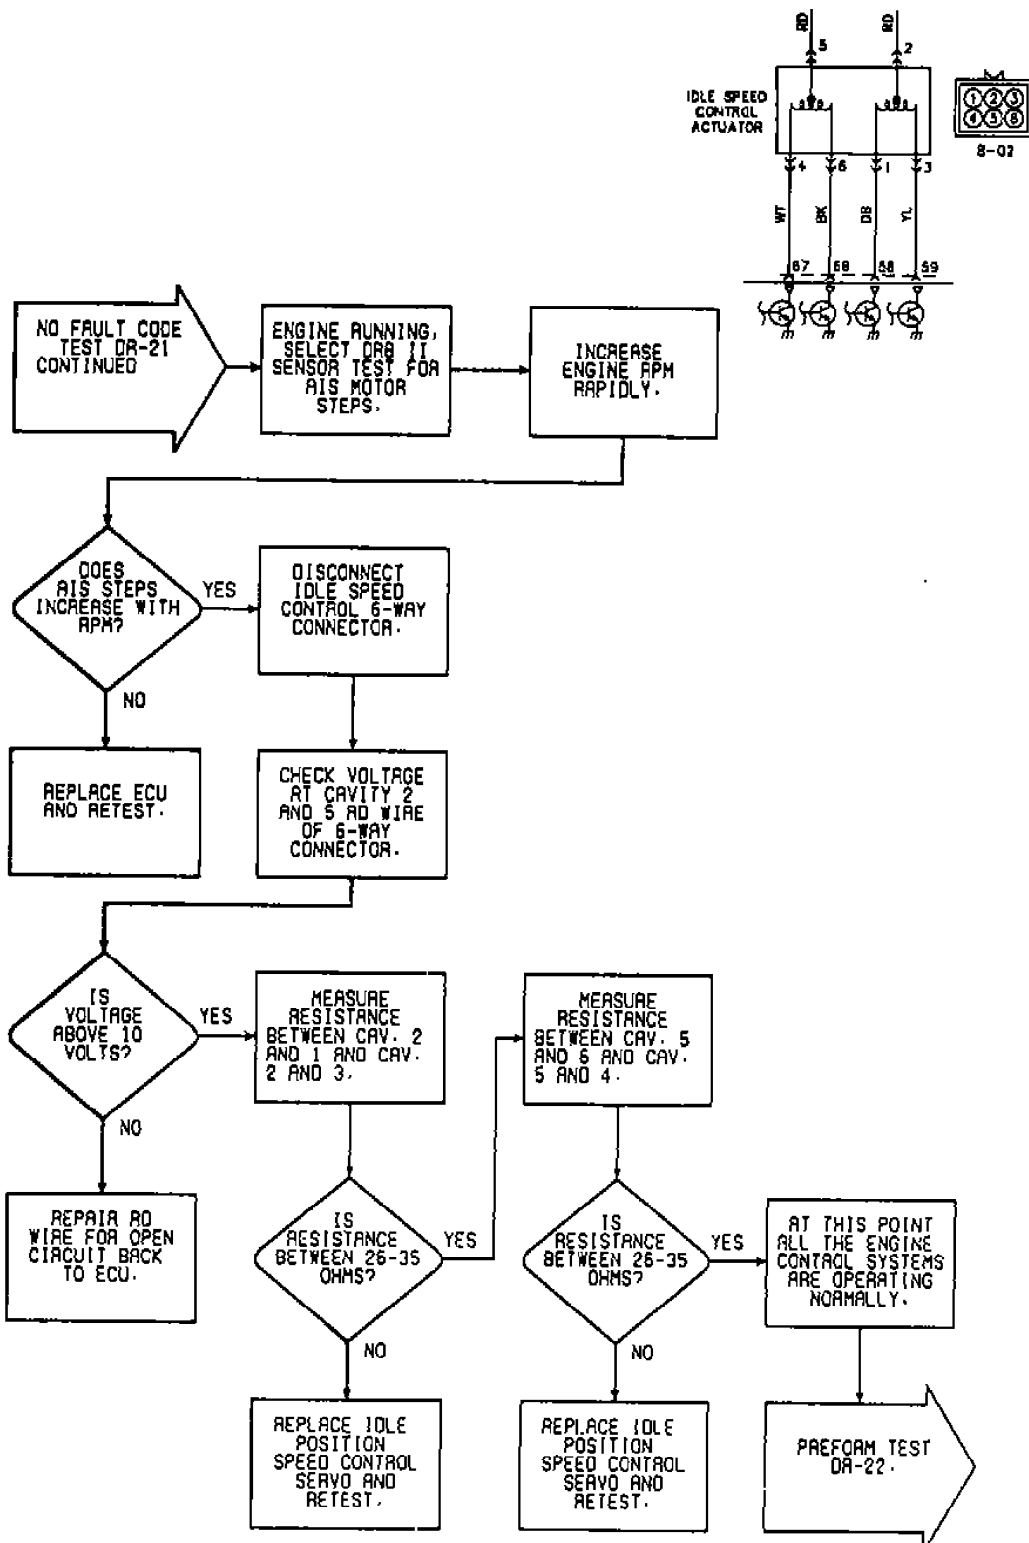 RD
RD
5
2
IDLE SPEED
CONTROL
ACTUATOR
1 2 3
4 5 6
8-02
4
6
1
3
WT
BK
DB
YL
67
68
58
59
NO FAULT CODE
TEST DR-21
CONTINUED
ENGINE RUNNING,
SELECT DRB II
SENSOR TEST FOR
AIS MOTOR
STEPS.
INCREASE
ENGINE RPM
RAPIDLY.
DOES
AIS STEPS
INCREASE WITH
RPM?
YES
NO
DISCONNECT
IDLE SPEED
CONTROL 6-WAY
CONNECTOR.
REPLACE ECU
AND RETEST.
CHECK VOLTAGE
AT CAVITY 2
AND 5 RD WIRE
OF 6-WAY
CONNECTOR.
IS
VOLTAGE
ABOVE 10
VOLTS?
YES
NO
MEASURE
RESISTANCE
BETWEEN CAV. 2
AND 1 AND CAV.
2 AND 3.
MEASURE
RESISTANCE
BETWEEN CAV. 5
AND 6 AND CAV.
5 AND 4.
REPAIR RD
WIRE FOR OPEN
CIRCUIT BACK
TO ECU.
IS
RESISTANCE
BETWEEN 26-35
OHMS?
YES
NO
IS
RESISTANCE
BETWEEN 26-35
OHMS?
YES
NO
AT THIS POINT
ALL THE ENGINE
CONTROL SYSTEMS
ARE OPERATING
NORMALLY.
REPLACE IDLE
POSITION
SPEED CONTROL
SERVO AND
RETEST.
REPLACE IDLE
POSITION
SPEED CONTROL
SERVO AND
RETEST.
PREFORM TEST
DR-22.